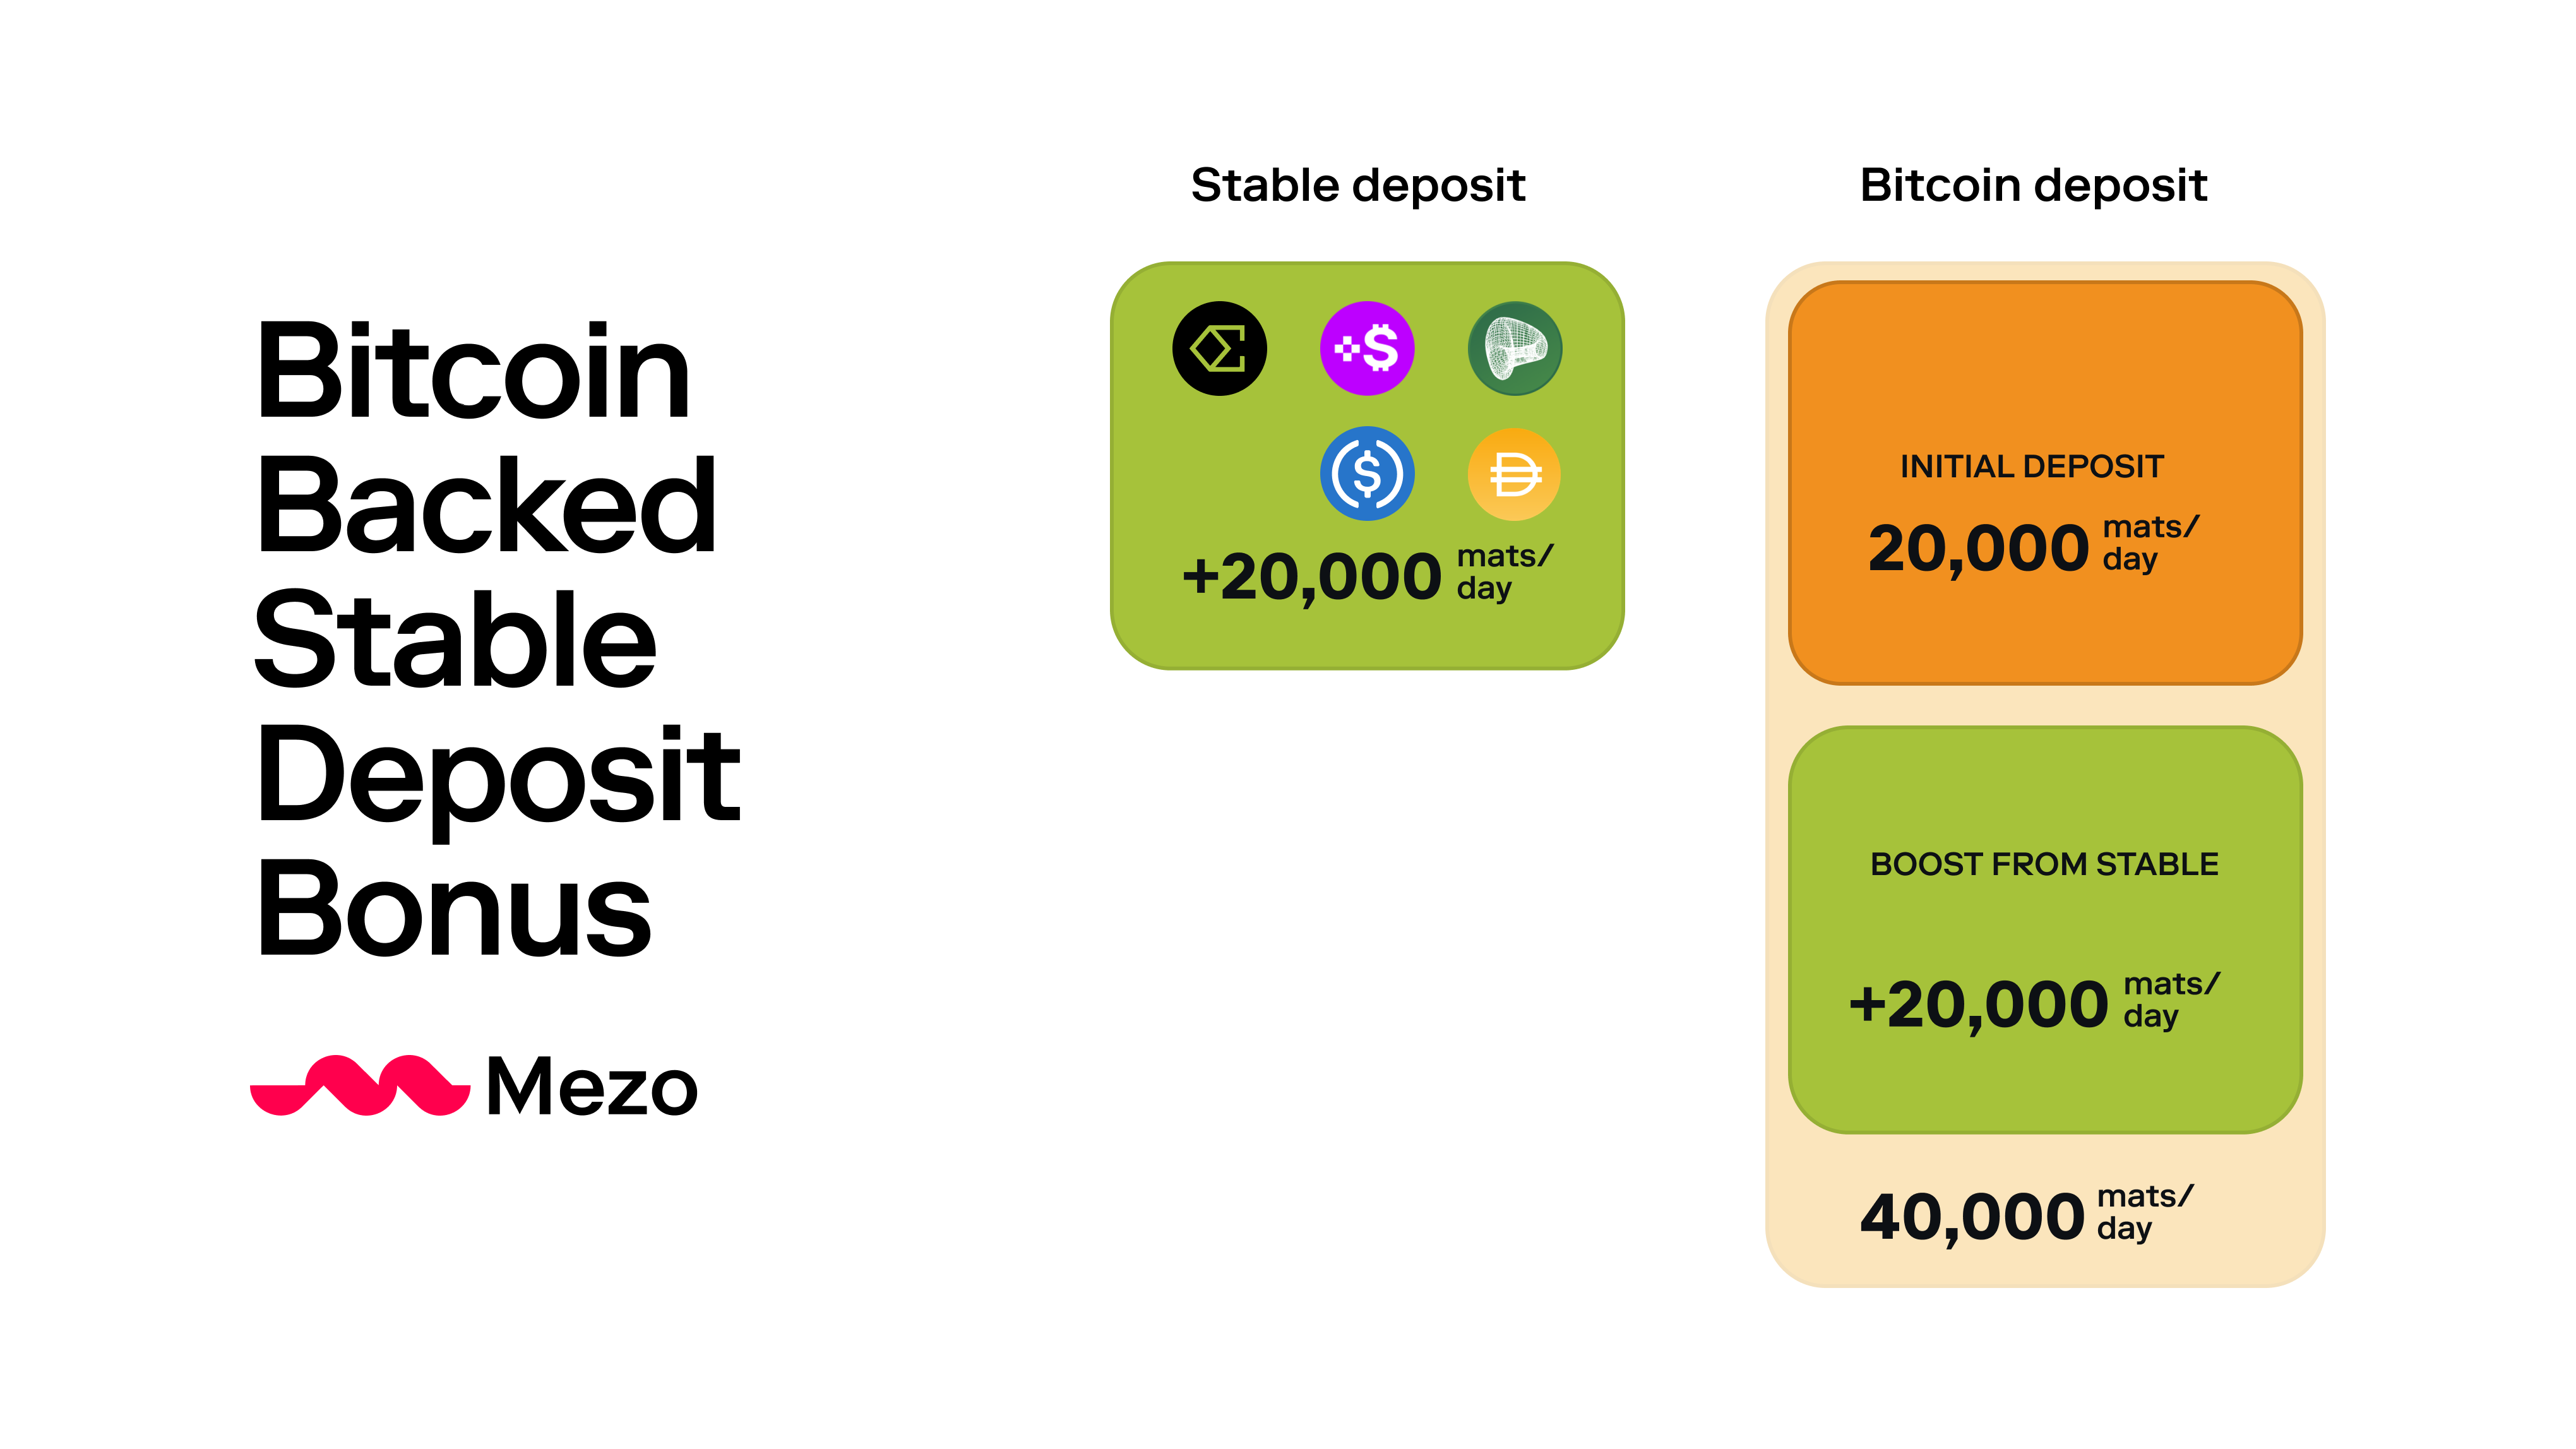 Bitcoin
Backed
Stable
Deposit
Bonus
Mezo
Stable deposit
+20,000 mats/
day
Bitcoin deposit
INITIAL DEPOSIT
20,000 mats/
day
BOOST FROM STABLE
+20,000 mats/
day
40,000 mats/
day